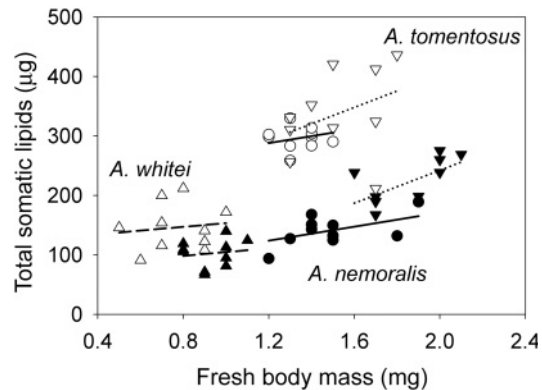 500
A. tomentosus
400
300
A. whitei
200
100
A. nemoralis
0
0.4 0.8 1.2 1.6 2.0 2.4
Fresh body mass (mg)
Total somatic lipids (µg)